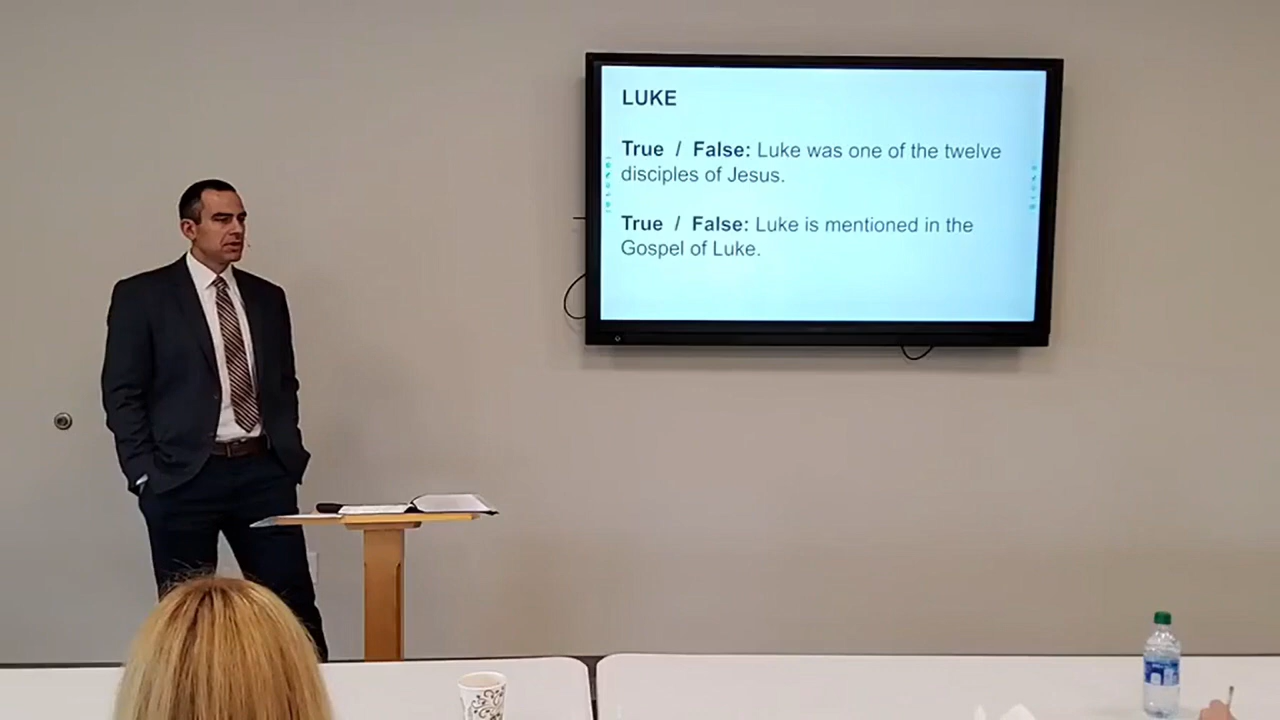 LUKE
True / False: Luke was one of the twelve
disciples of Jesus.
True / False: Luke is mentioned in the
Gospel of Luke.